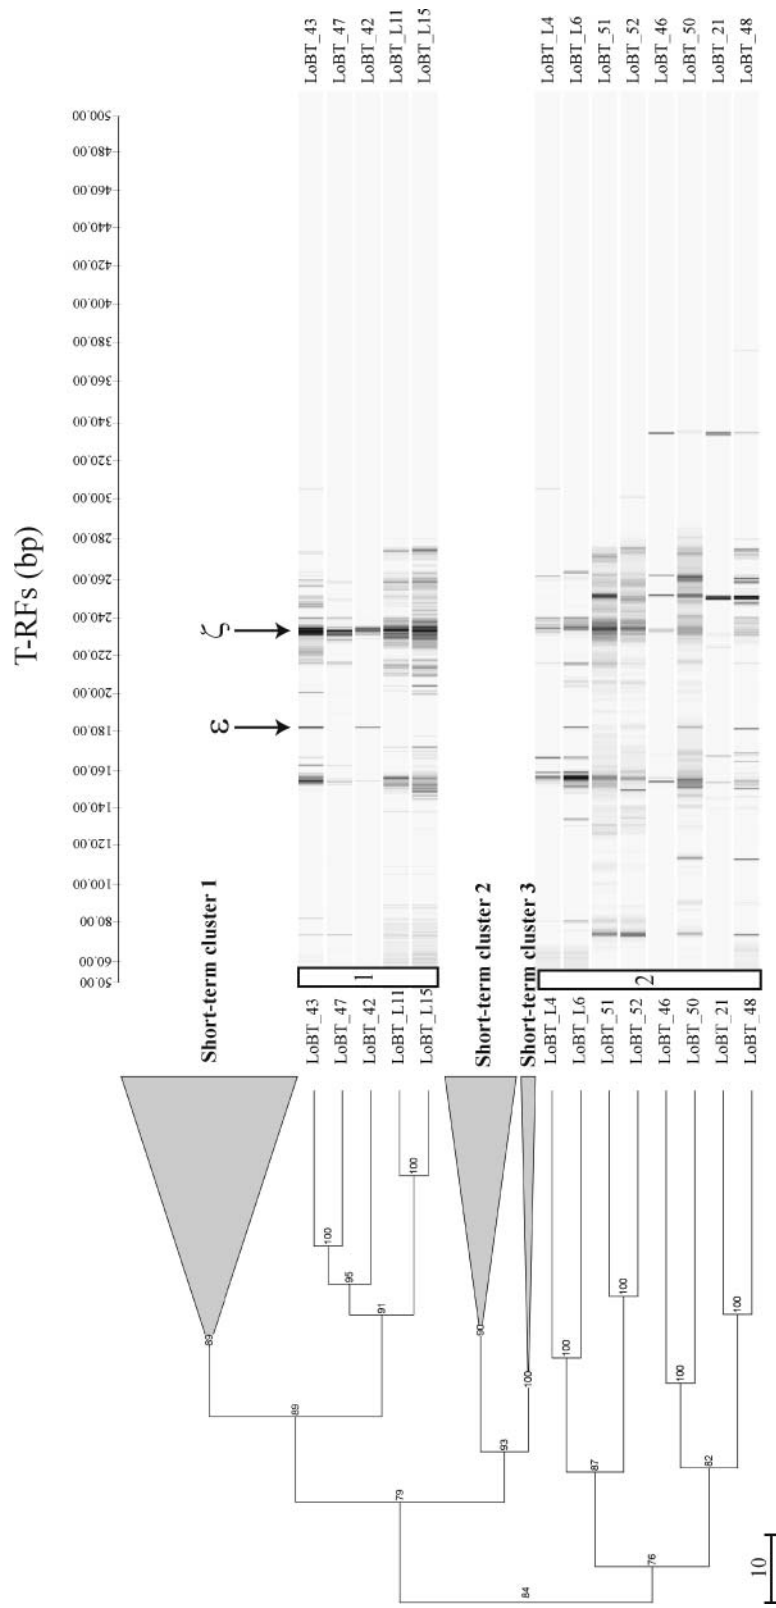 T-RFs (bp)
50.00
60.00
80.00
100.00
120.00
140.00
160.00
180.00
200.00
220.00
240.00
260.00
280.00
300.00
320.00
340.00
360.00
380.00
400.00
420.00
440.00
460.00
480.00
500.00
ε
ζ
Short-term cluster 1
1
LoBT_43
LoBT_47
LoBT_42
LoBT_L11
LoBT_L15
LoBT_43
LoBT_47
LoBT_42
LoBT_L11
LoBT_L15
Short-term cluster 2
Short-term cluster 3
2
LoBT_L4
LoBT_L6
LoBT_51
LoBT_52
LoBT_46
LoBT_50
LoBT_21
LoBT_48
LoBT_L4
LoBT_L6
LoBT_51
LoBT_52
LoBT_46
LoBT_50
LoBT_21
LoBT_48
89
100
95
91
100
89
79
90
100
93
84
100
100
87
100
100
82
76
10